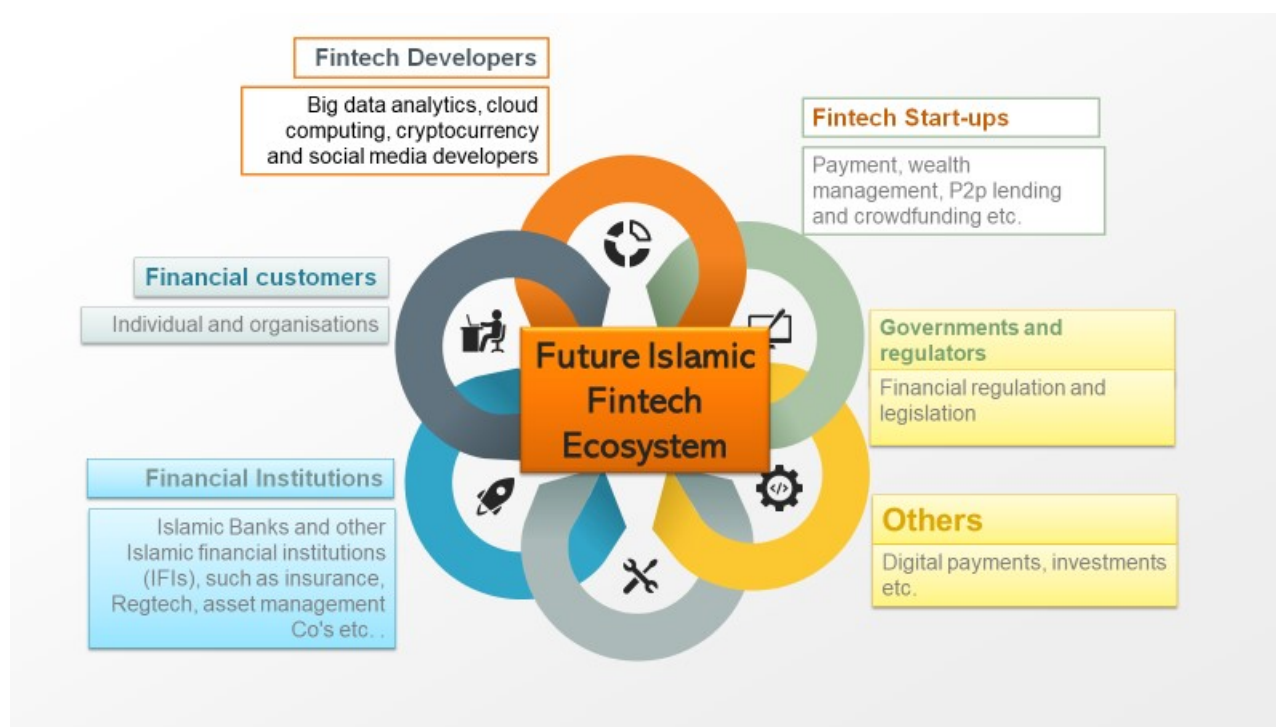 Fintech Developers
Big data analytics, cloud
computing, cryptocurrency
and social media developers
Fintech Start-ups
Payment, wealth
management, P2p lending
and crowdfunding etc.
Financial customers
Individual and organisations
Governments and
regulators
Financial regulation and
legislation
Future Islamic
Fintech
Ecosystem
Financial Institutions
Islamic Banks and other
Islamic financial institutions
(IFIs), such as insurance,
Regtech, asset management
Co's etc. .
Others
Digital payments, investments
etc.